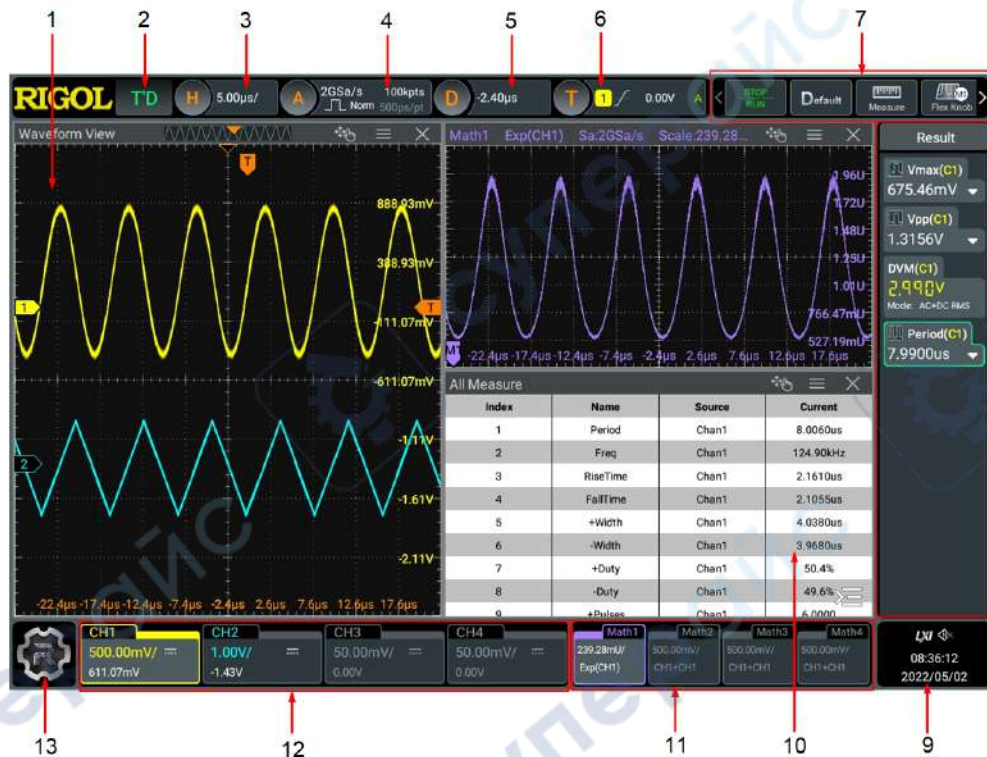 1 2 3 4 5 6 7
RIGOL T'D H 5.00µs/ A 2GSa/s 100kpts D -2.40µs T 1 0.00V A < STOP Default Measure Flex Knob >
Norm 500ps/pt RUN
Waveform View
T
888.93mV
388.93mV
1 T
-111.07mV
-611.07mV
-1.11V
2
-1.61V
-2.11V
-22.4µs -17.4µs -12.4µs -7.4µs -2.4µs 2.6µs 7.6µs 12.6µs 17.6µs
Math1 Exp(CH1) Sa:2GSa/s Scale:239.28...
1.96U
1.72U
1.48U
1.25U
1.01U
766.47mU
527.19mU
M1 -22.4µs -17.4µs -12.4µs -7.4µs -2.4µs 2.6µs 7.6µs 12.6µs 17.6µs
All Measure
Index Name Source Current
1 Period Chan1 8.0060us
2 Freq Chan1 124.90kHz
3 RiseTime Chan1 2.1610us
4 FallTime Chan1 2.1055us
5 +Width Chan1 4.0380us
6 -Width Chan1 3.9680us
7 +Duty Chan1 50.4%
8 -Duty Chan1 49.6%
9 +Pulses Chan1 6.0000
Result
Vmax(C1)
675.46mV
Vpp(C1)
1.3156V
DVM(C1)
2.990V
Mode: AC+DC RMS
Period(C1)
7.9900us
CH1 CH2 CH3 CH4
500.00mV/ 1.00V/ 50.00mV/ 50.00mV/
611.07mV -1.43V 0.00V 0.00V
Math1 Math2 Math3 Math4
239.28mU/ 500.00mV/ 500.00mV/ 500.00mV/
Exp(CH1) CH1+CH1 CH1+CH1 CH1+CH1
LXI
08:36:12
2022/05/02
13 12 11 10 9